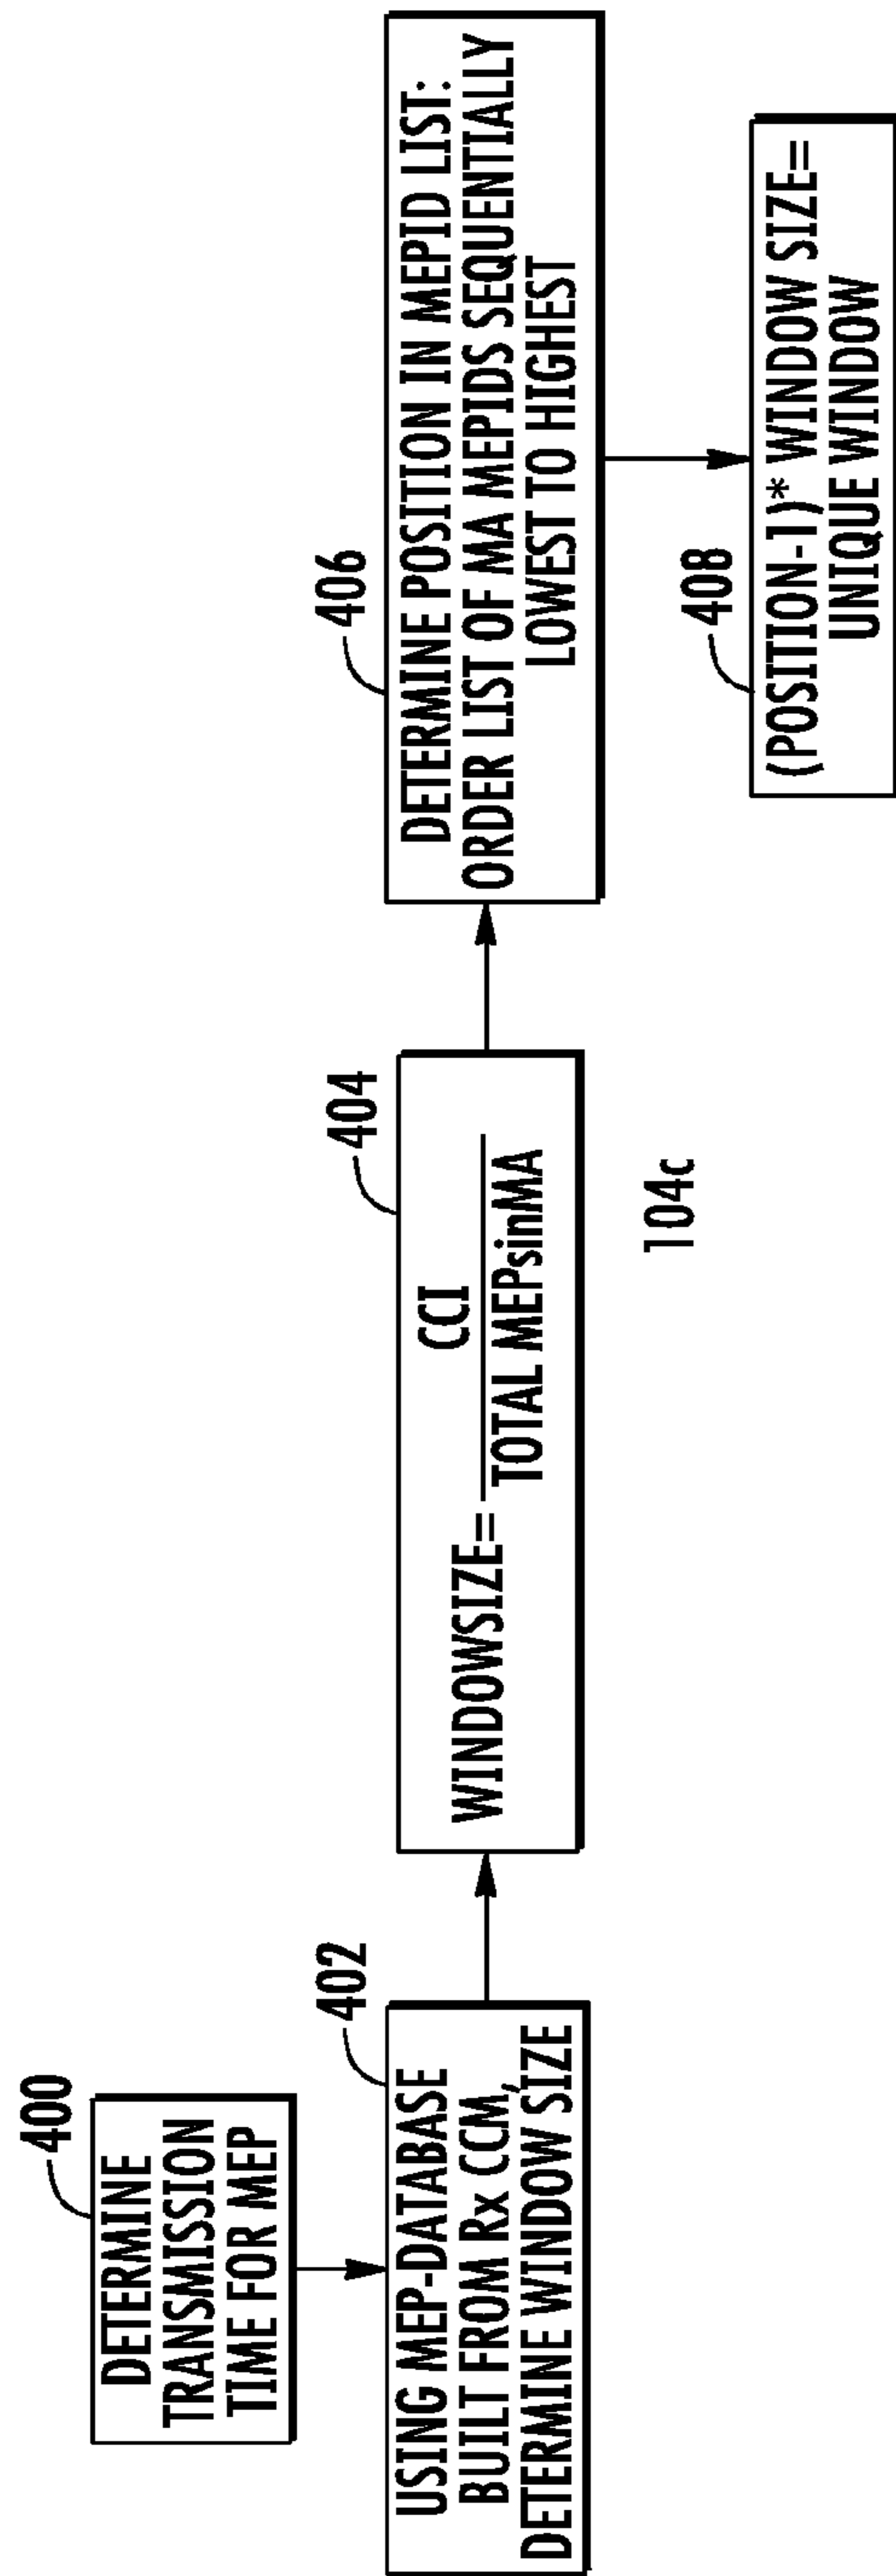 400
DETERMINE
TRANSMISSION
TIME FOR MEP
402
USING MEP-DATABASE
BUILT FROM Rx CCM,
DETERMINE WINDOW SIZE
404
WINDOWSIZE= CCI
TOTAL MEPsinMA
406
DETERMINE POSITION IN MEPID LIST:
ORDER LIST OF MA MEPIDS SEQUENTIALLY
LOWEST TO HIGHEST
408
(POSITION-1)* WINDOW SIZE=
UNIQUE WINDOW
104c